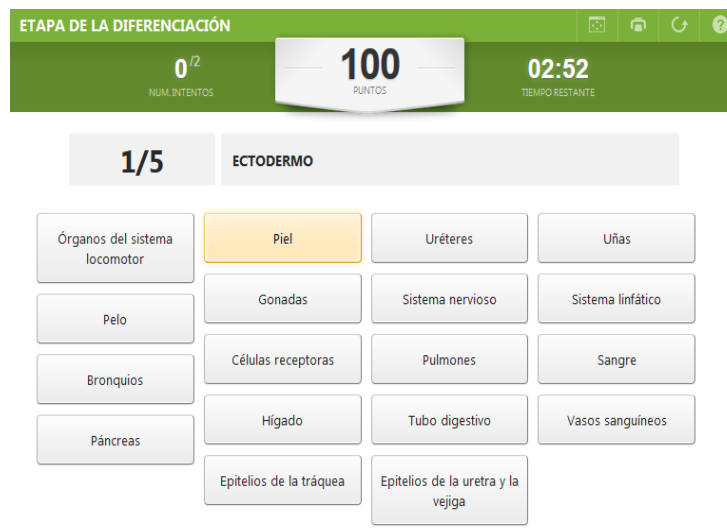 ETAPA DE LA DIFERENCIACIÓN
0/2
NUM.INTENTOS
100
PUNTOS
02:52
TIEMPO RESTANTE
1/5
ECTODERMO
Órganos del sistema
locomotor
Piel
Uréteres
Uñas
Pelo
Gonadas
Sistema nervioso
Sistema linfático
Bronquios
Células receptoras
Pulmones
Sangre
Páncreas
Hígado
Tubo digestivo
Vasos sanguíneos
Epitelios de la tráquea
Epitelios de la uretra y la
vejiga